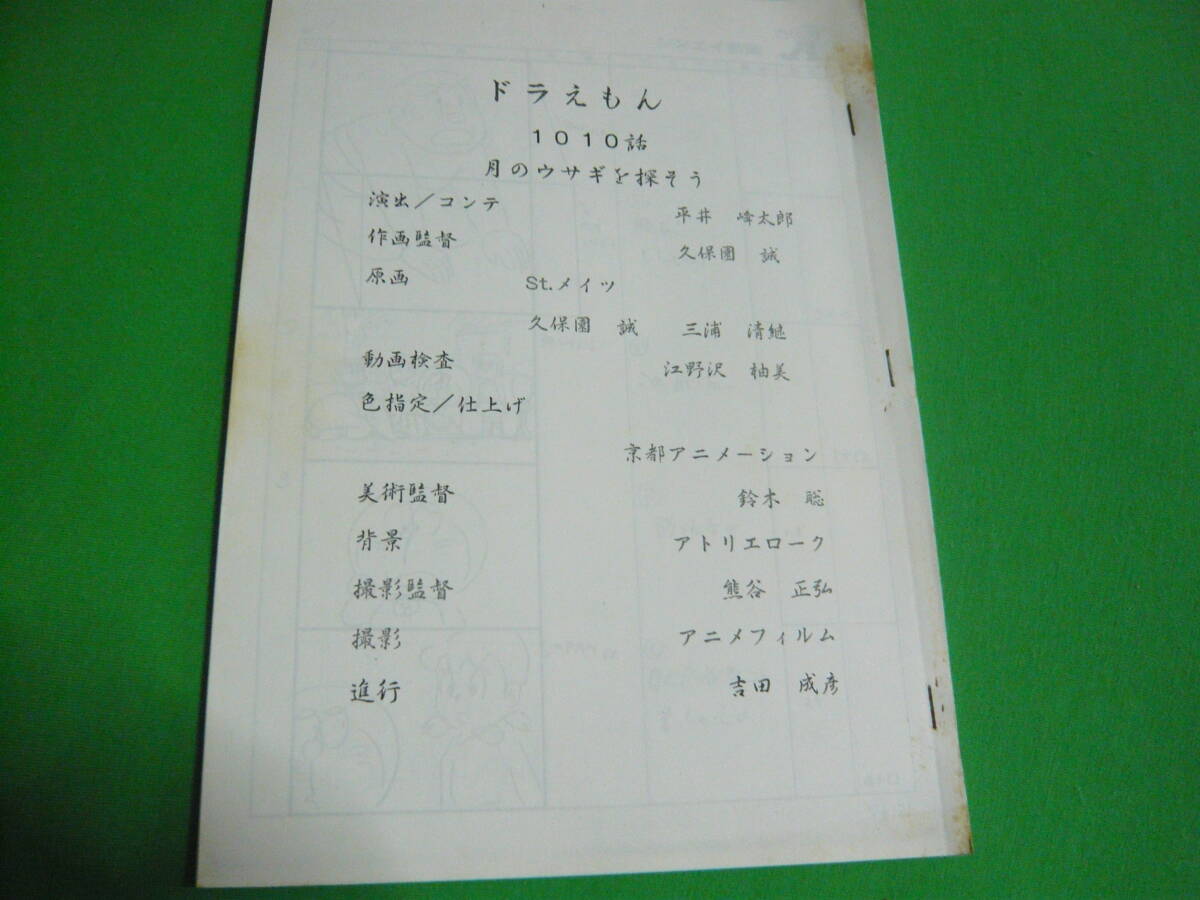 ドラえもん
1010話
月のウサギを探そう
演出/コンテ 平井 峰太郎
作画監督 久保園 誠
原画 St.メイツ
久保園 誠 三浦 清継
動画検査 江野沢 柚美
色指定/仕上げ
京都アニメーション
美術監督 鈴木 聡
背景 アトリエローク
撮影監督 熊谷 正弘
撮影 アニメフィルム
進行 吉田 成彦